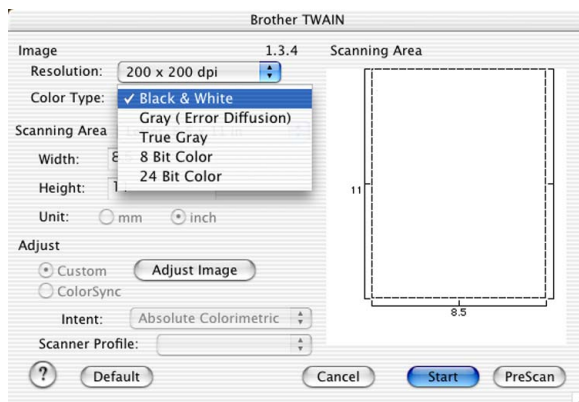 Brother TWAIN
Image 1.3.4
Resolution: 200 x 200 dpi
Color Type: ✓ Black & White
Gray ( Error Diffusion)
True Gray
8 Bit Color
24 Bit Color
Scanning Area
Width: 8
Height:
Unit: mm inch
Adjust
Custom Adjust Image
ColorSync
Intent: Absolute Colorimetric
Scanner Profile:
? Default Cancel Start PreScan
Scanning Area
11
8.5